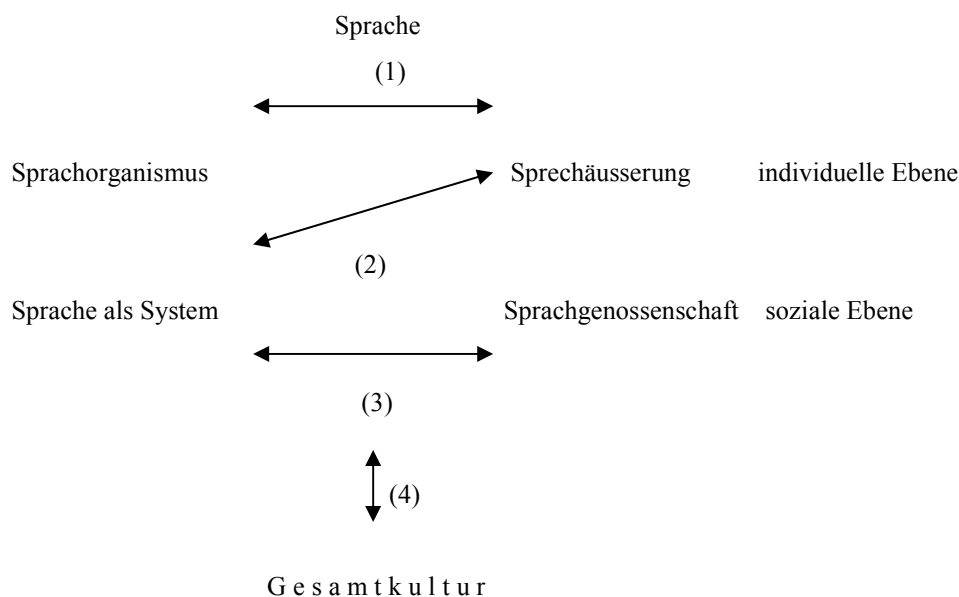 Sprache
(1)
Sprachorganismus Sprechäusserung individuelle Ebene
(2)
Sprache als System Sprachgenossenschaft soziale Ebene
(3)
(4)
G e s a m t k u l t u r